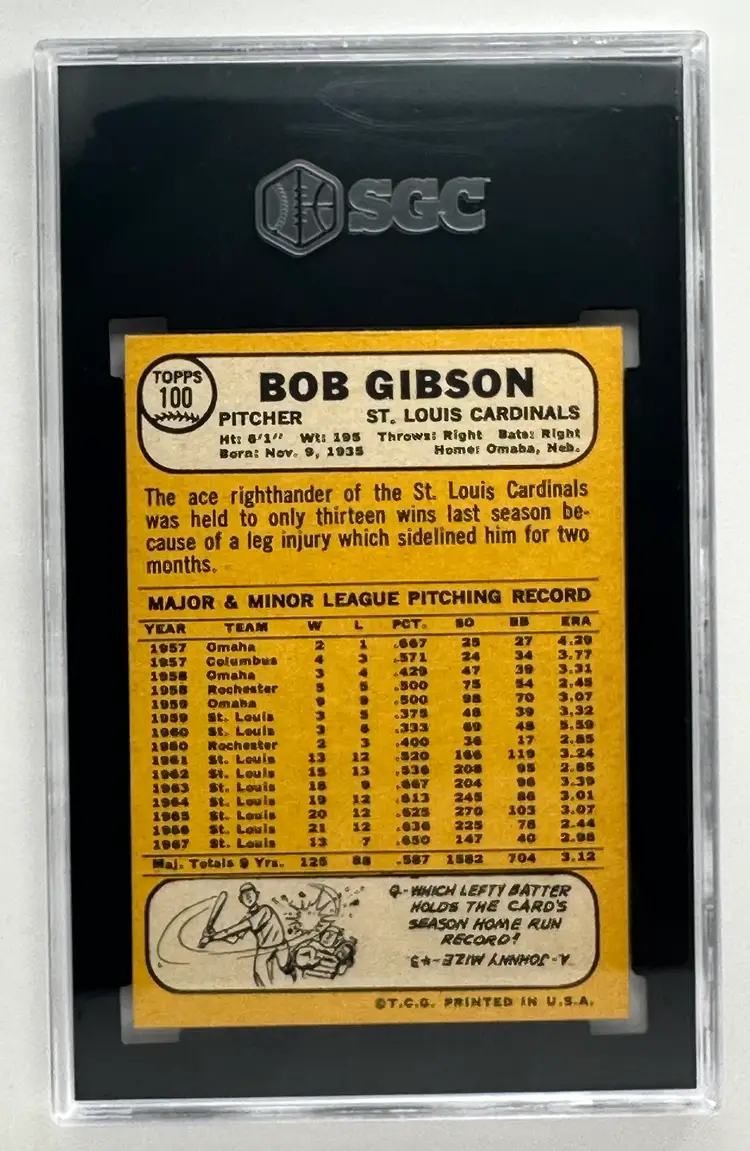 SGC
TOPPS
100
BOB GIBSON
PITCHER ST. LOUIS CARDINALS
Ht: 6'1" Wt: 195 Throws: Right Bats: Right
Born: Nov. 9, 1935 Home: Omaha, Neb.
The ace righthander of the St. Louis Cardinals
was held to only thirteen wins last season be-
cause of a leg injury which sidelined him for two
months.
MAJOR & MINOR LEAGUE PITCHING RECORD
YEAR TEAM W L PCT. SO BB ERA
1957 Omaha 2 1 .667 25 27 4.29
1957 Columbus 4 3 .571 24 34 3.77
1958 Omaha 3 4 .429 47 39 3.31
1958 Rochester 5 5 .500 75 54 2.45
1959 Omaha 9 9 .500 98 70 3.07
1959 St. Louis 3 5 .375 48 39 3.32
1960 St. Louis 3 6 .333 69 48 5.59
1960 Rochester 2 3 .400 36 17 2.85
1961 St. Louis 13 12 .520 166 119 3.24
1962 St. Louis 15 13 .536 208 95 2.85
1963 St. Louis 18 9 .667 204 96 3.39
1964 St. Louis 19 12 .613 245 86 3.01
1965 St. Louis 20 12 .625 270 103 3.07
1966 St. Louis 21 12 .636 225 78 2.44
1967 St. Louis 13 7 .650 147 40 2.98
Maj. Totals 9 Yrs. 125 88 .587 1582 704 3.12
Q-WHICH LEFTY BATTER
HOLDS THE CARD'S
SEASON HOME RUN
RECORD?
A-JOHNNY MIZE-43
©T.C.G. PRINTED IN U.S.A.